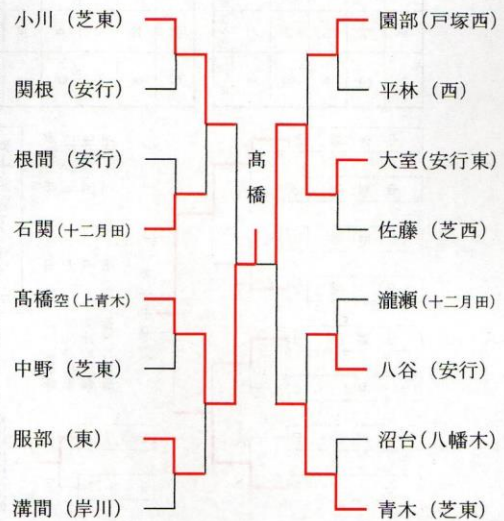 小川（芝東）
関根（安行）
根間（安行）
石関（十二月田）
髙橋空（上青木）
中野（芝東）
服部（東）
溝間（岸川）
髙橋
園部（戸塚西）
平林（西）
大室（安行東）
佐藤（芝西）
瀧瀬（十二月田）
八谷（安行）
沼台（八幡木）
青木（芝東）